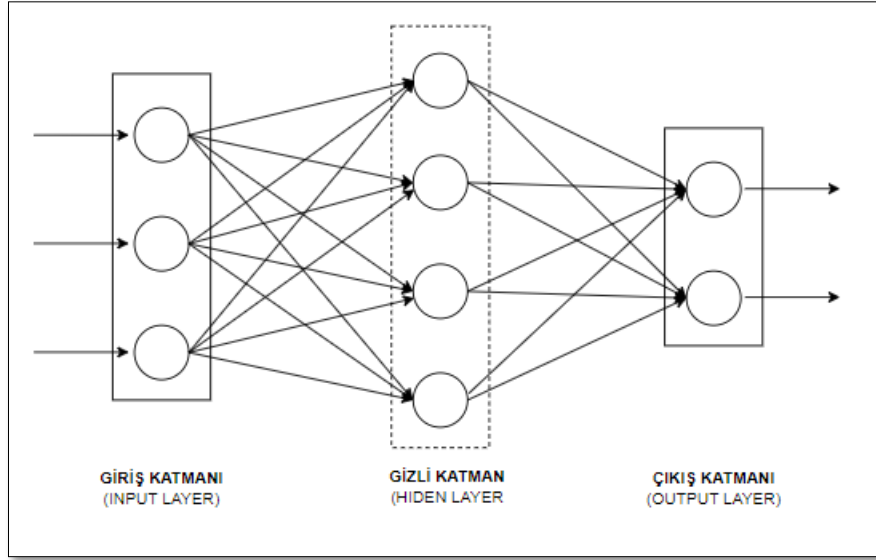 GİRİŞ KATMANI
(INPUT LAYER)
GİZLİ KATMAN
(HIDEN LAYER
ÇIKIŞ KATMANI
(OUTPUT LAYER)